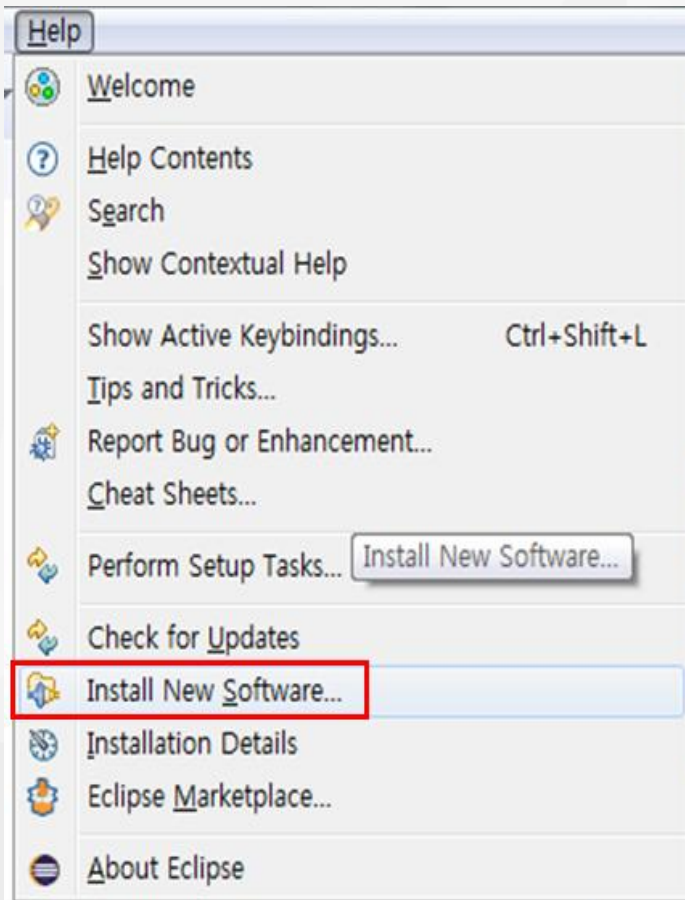 Help
Welcome
Help Contents
Search
Show Contextual Help
Show Active Keybindings... Ctrl+Shift+L
Tips and Tricks...
Report Bug or Enhancement...
Cheat Sheets...
Perform Setup Tasks... Install New Software...
Check for Updates
Install New Software...
Installation Details
Eclipse Marketplace...
About Eclipse